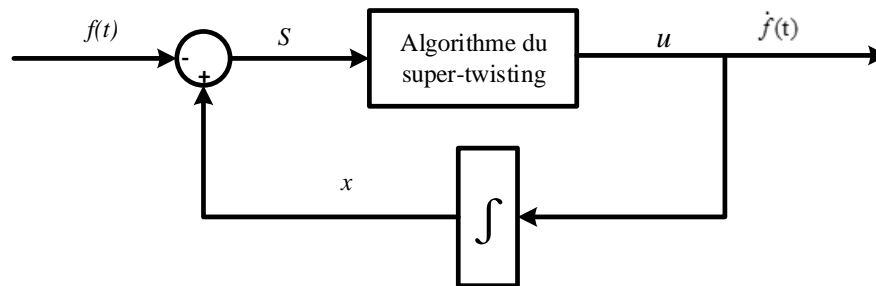 f(t)
S
Algorithme du
super-twisting
u
ḟ(t)
-
+
x
∫